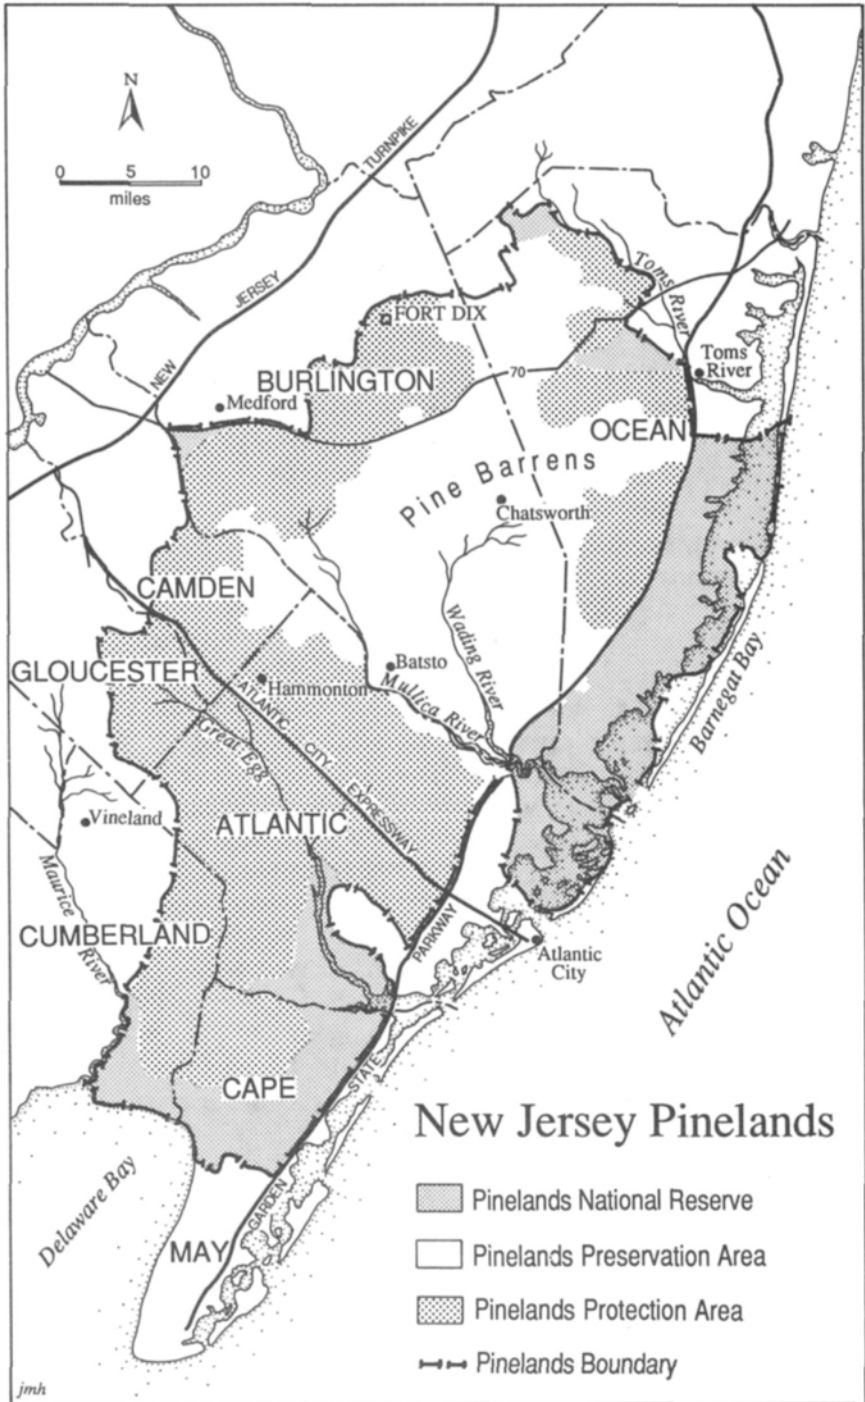 N
0 5 10
miles
NEW JERSEY TURNPIKE
Toms River
FORT DIX
BURLINGTON
Medford
70
Toms
River
OCEAN
Pine Barrens
Chatsworth
CAMDEN
Wading River
GLOUCESTER
Batsto
Hammonton
Mullica River
ATLANTIC CITY EXPRESSWAY
Great Egg
Barnegat Bay
Vineland
ATLANTIC
Maurice River
CUMBERLAND
Atlantic
City
Atlantic Ocean
GARDEN STATE PARKWAY
CAPE
MAY
Delaware Bay
New Jersey Pinelands
Pinelands National Reserve
Pinelands Preservation Area
Pinelands Protection Area
Pinelands Boundary
jmh